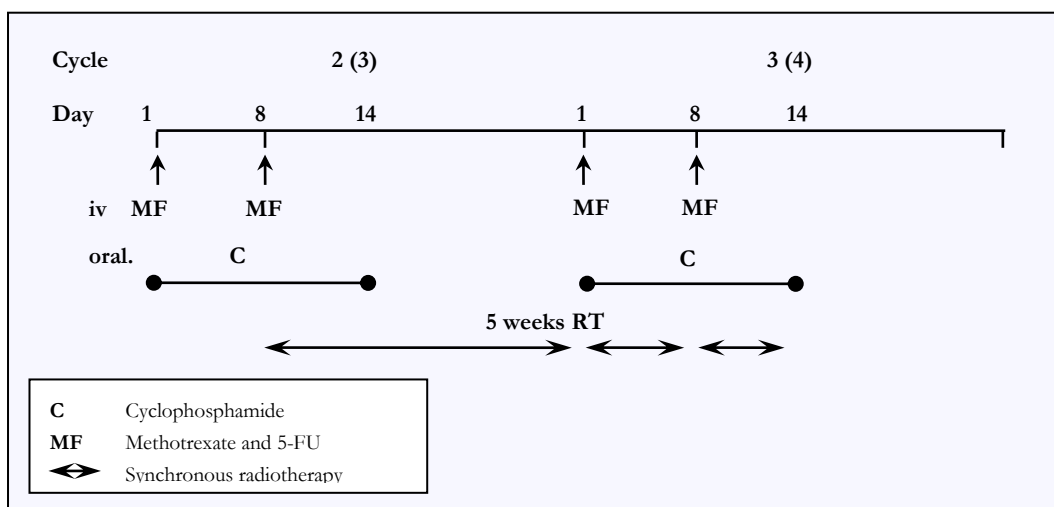 Cycle 2 (3) 3 (4)
Day 1 8 14 1 8 14
iv MF MF MF MF
oral. C C
5 weeks RT
C Cyclophosphamide
MF Methotrexate and 5-FU
Synchronous radiotherapy